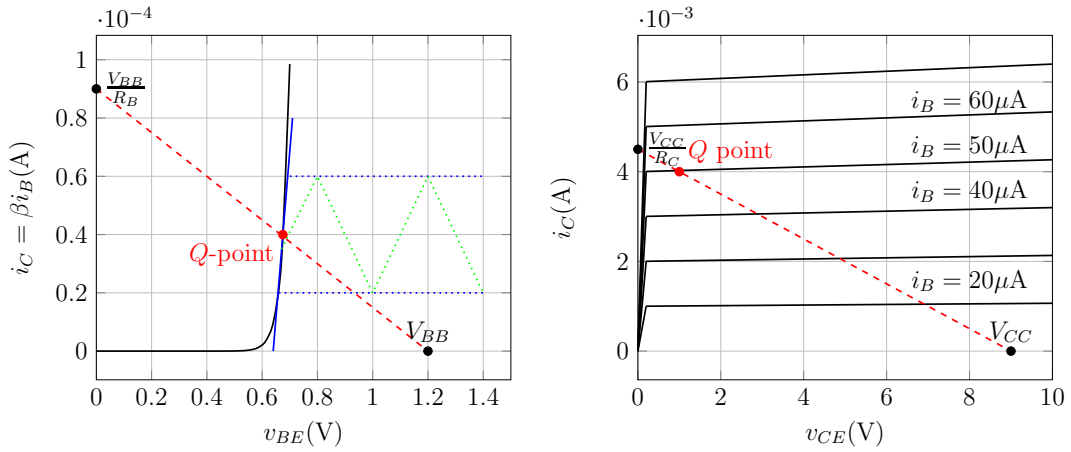 ·10⁻⁴
1
0.8
0.6
0.4
0.2
0
0 0.2 0.4 0.6 0.8 1 1.2 1.4
i_C = βi_B(A)
v_BE(V)
V_BB/R_B
Q-point
V_BB
·10⁻³
6
4
2
0
0 2 4 6 8 10
i_C(A)
v_CE(V)
V_CC/R_C
Q point
i_B = 60μA
i_B = 50μA
i_B = 40μA
i_B = 20μA
V_CC